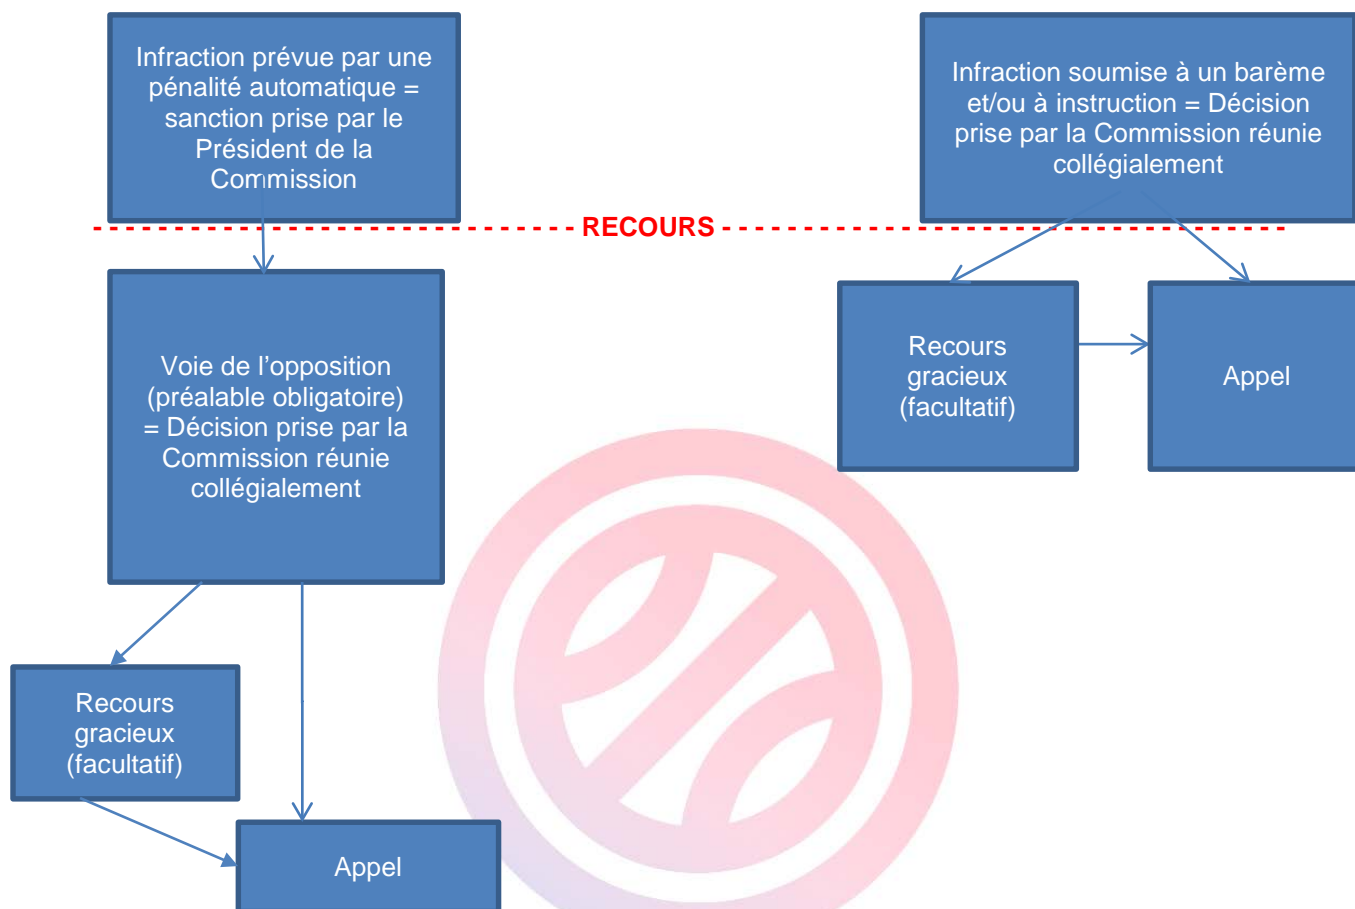 Infraction prévue par une
pénalité automatique =
sanction prise par le
Président de la
Commission
Infraction soumise à un barème
et/ou à instruction = Décision
prise par la Commission réunie
collégialement
RECOURS
Voie de l’opposition
(préalable obligatoire)
= Décision prise par la
Commission réunie
collégialement
Recours
gracieux
(facultatif)
Appel
Recours
gracieux
(facultatif)
Appel